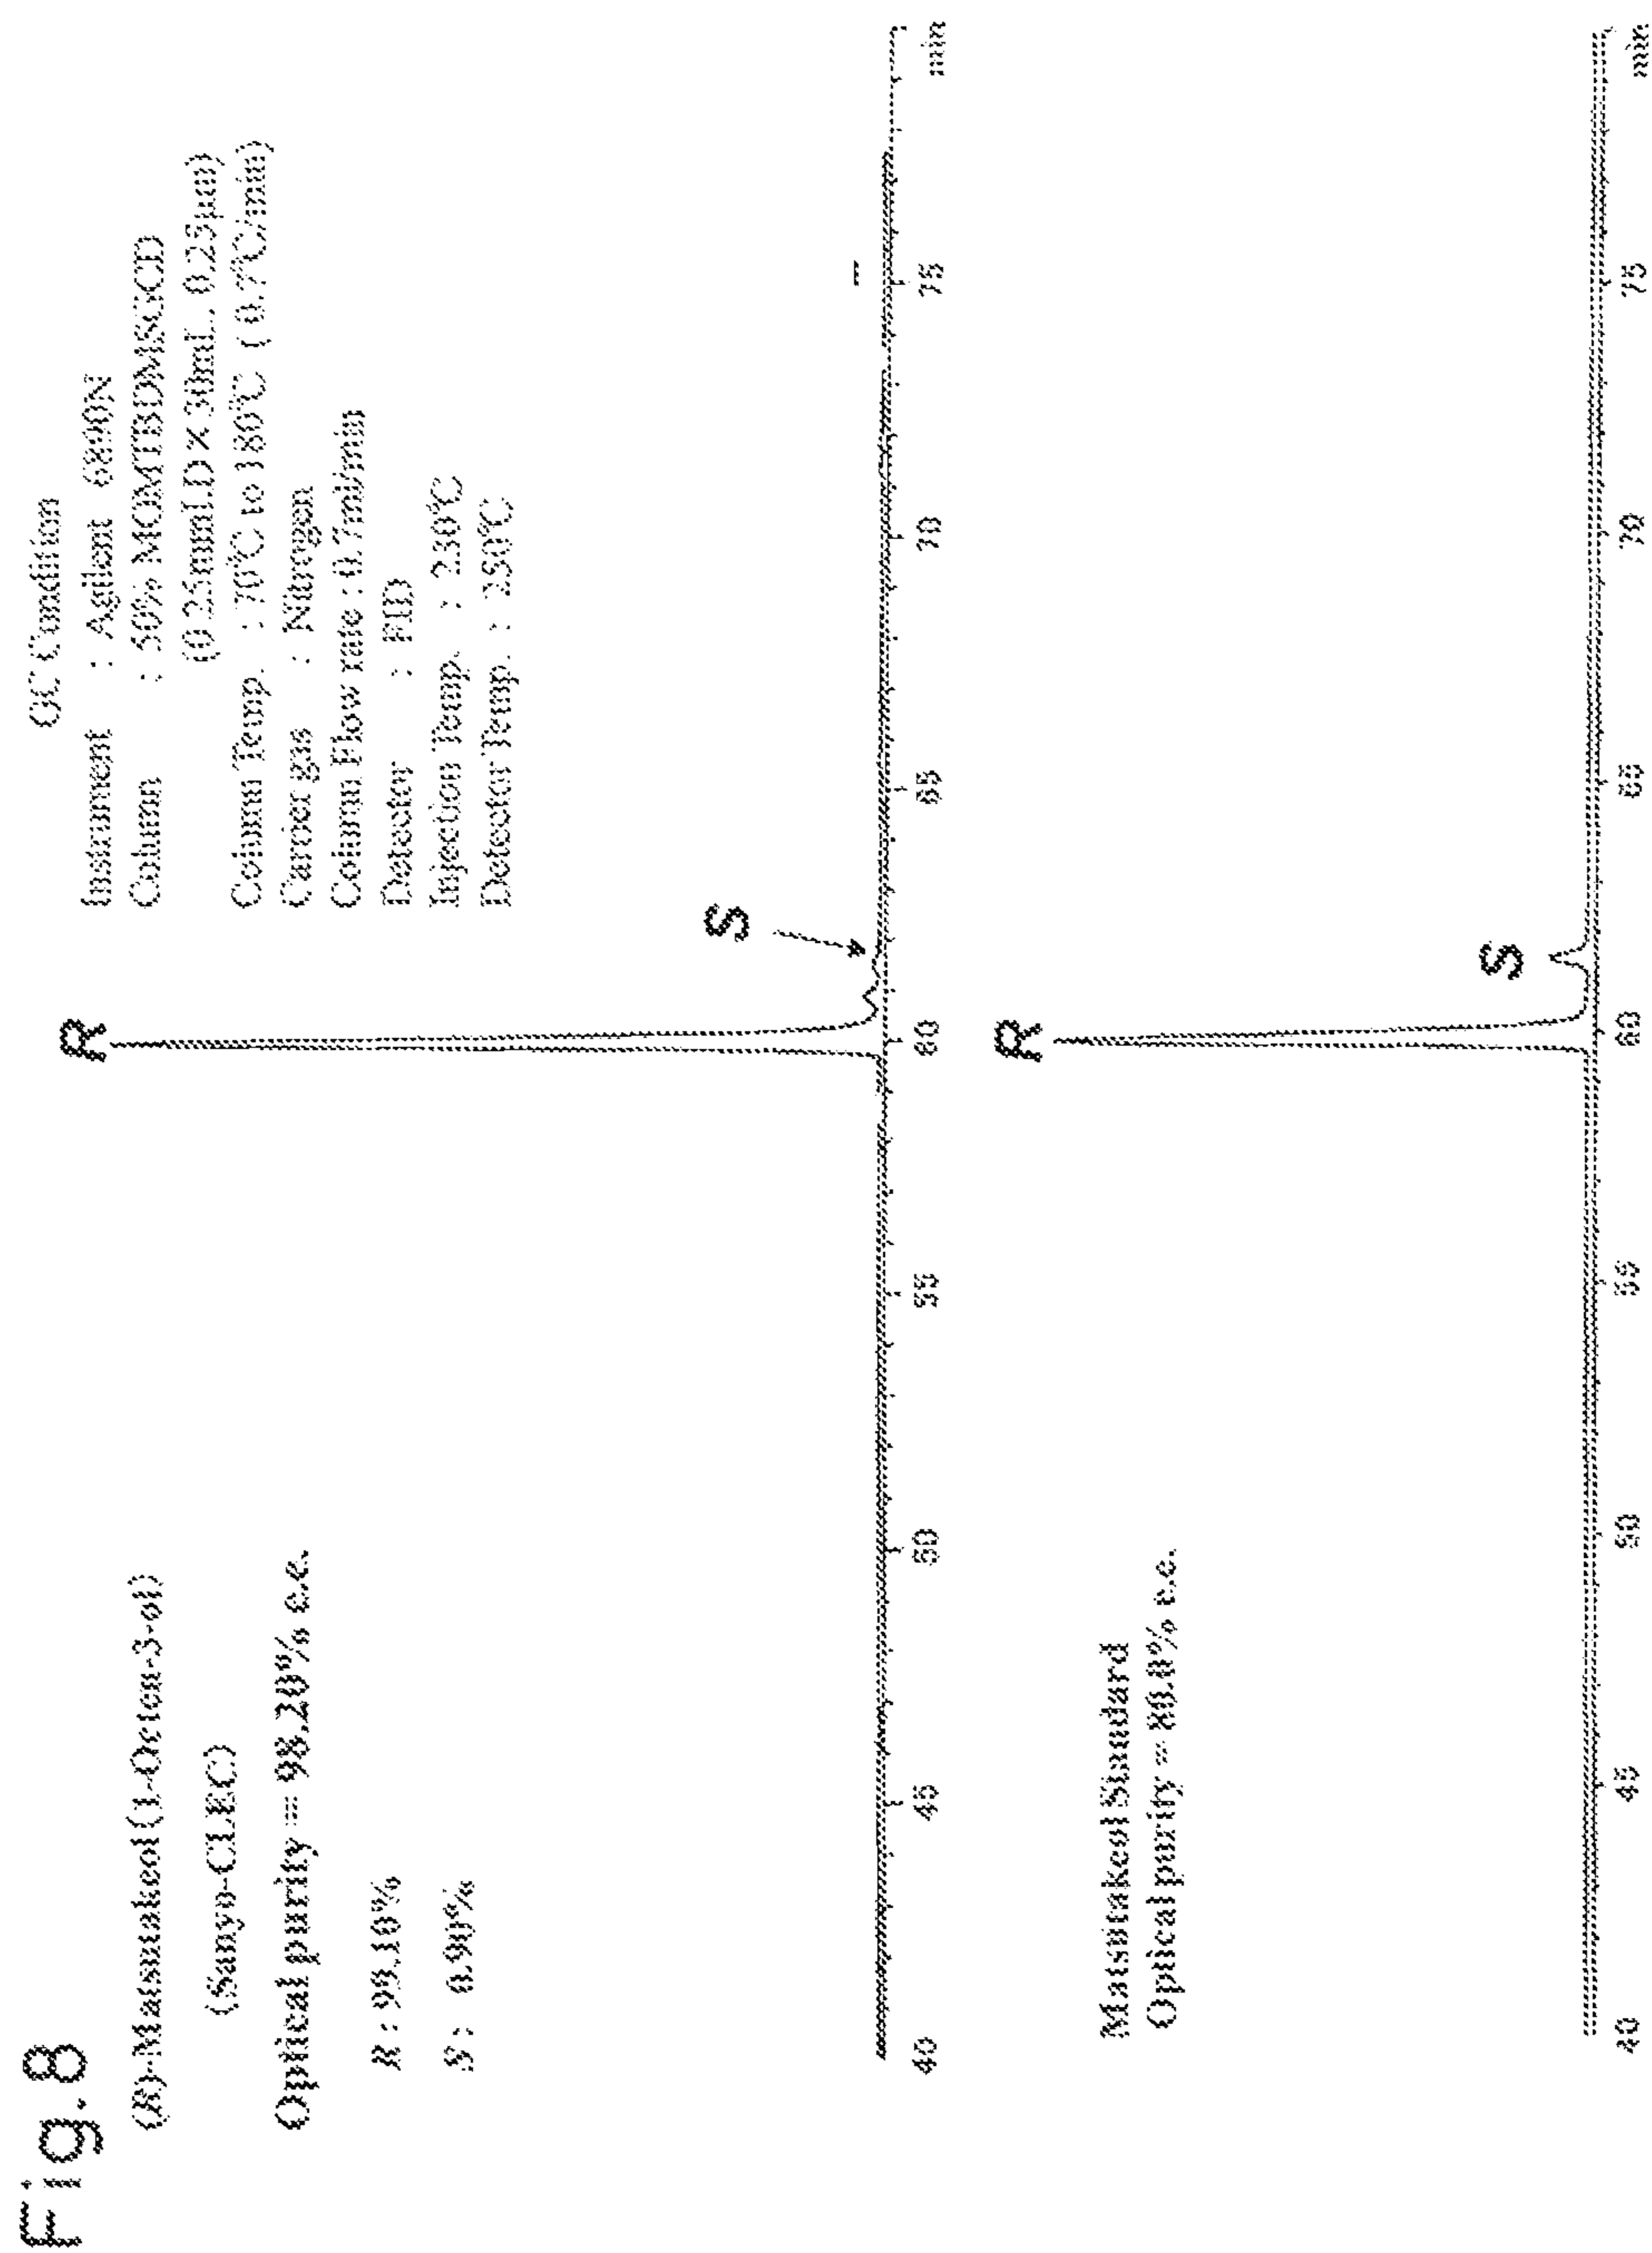 Fig.8
(R)-Matsutakeol (1-Octen-3-ol)
(Sanyo-CLEC)
Optical purity = 98.20% e.e.
R : 99.10%
S : 0.90%
GC Condition
Instrument : Agilent 6890N
Column : 50% MOMTBDMSGCD
(0.25mmI.D × 30mL, 0.25μm)
Column Temp. : 70℃ to 180℃ (0.7℃/min)
Carrier gas : Nitrogen
Column Flow rate : 0.7ml/min
Detector : FID
Injection Temp. : 230℃
Detector Temp. : 250℃
R
S
40 45 50 55 60 65 70 75 min
Matsutakeol Standard
Optical purity = % e.e.
R
S
40 45 50 55 60 65 70 75 min